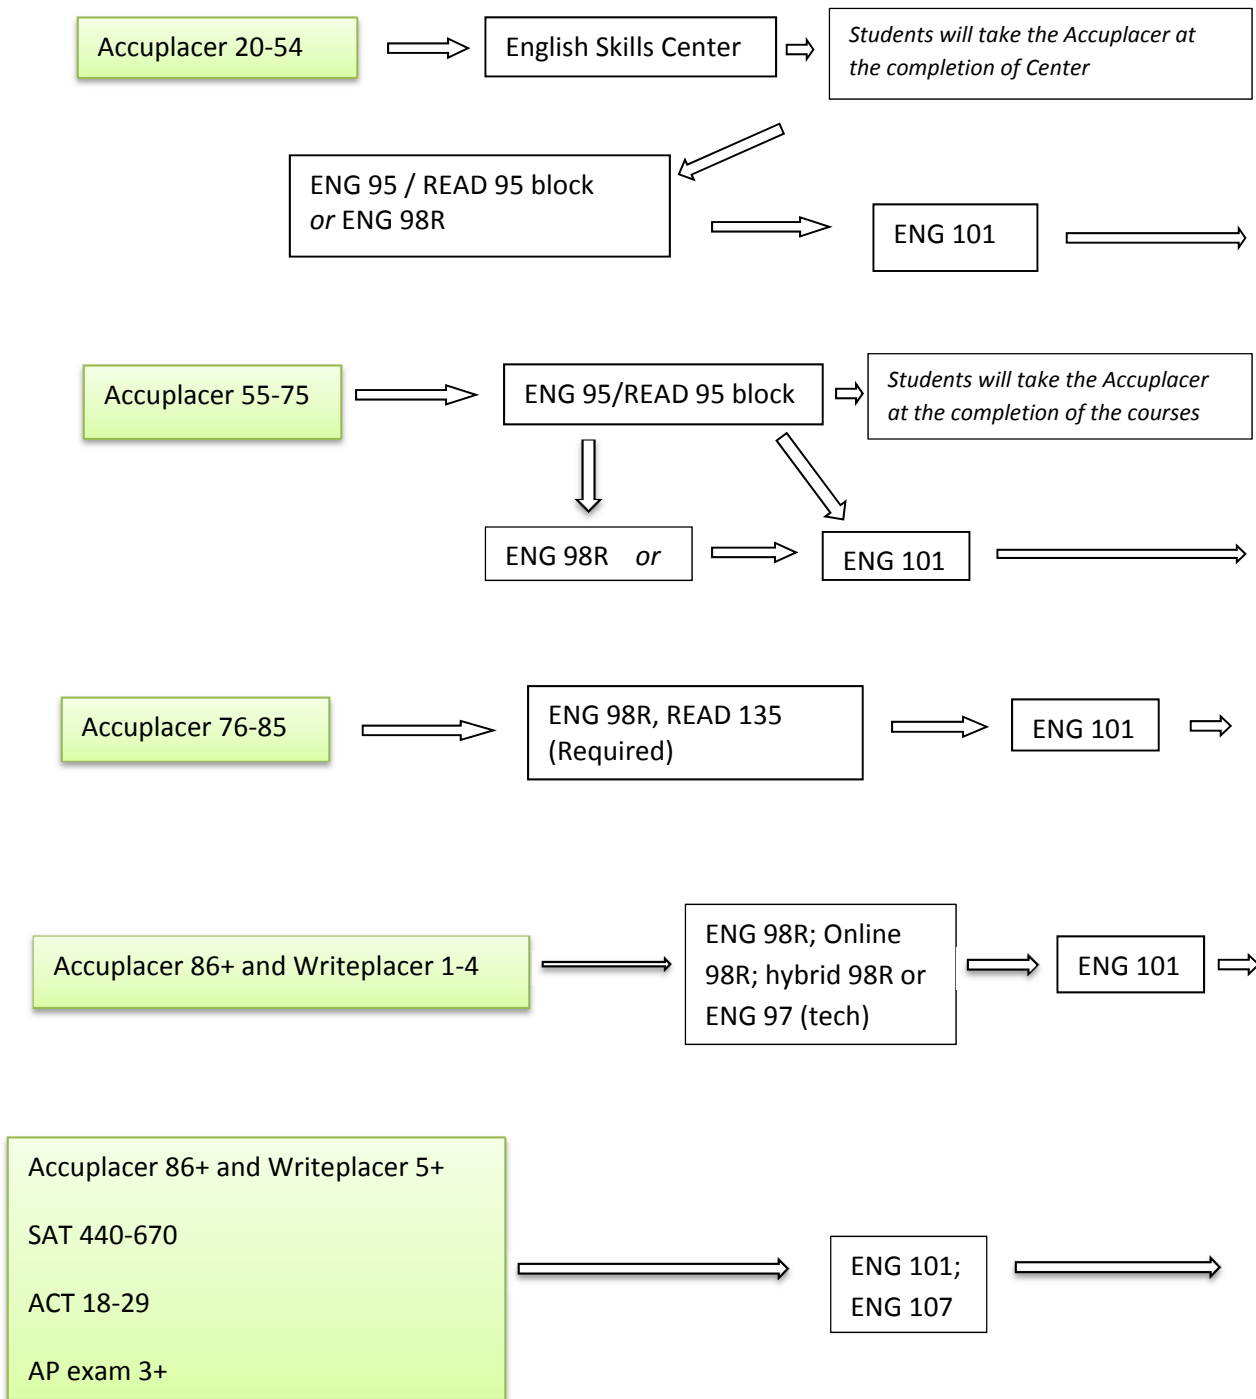 Accuplacer 20-54
English Skills Center
Students will take the Accuplacer at
the completion of Center
ENG 95 / READ 95 block
or ENG 98R
ENG 101
Accuplacer 55-75
ENG 95/READ 95 block
Students will take the Accuplacer
at the completion of the courses
ENG 98R or
ENG 101
Accuplacer 76-85
ENG 98R, READ 135
(Required)
ENG 101
Accuplacer 86+ and Writeplacer 1-4
ENG 98R; Online
98R; hybrid 98R or
ENG 97 (tech)
ENG 101
Accuplacer 86+ and Writeplacer 5+
SAT 440-670
ACT 18-29
AP exam 3+
ENG 101;
ENG 107